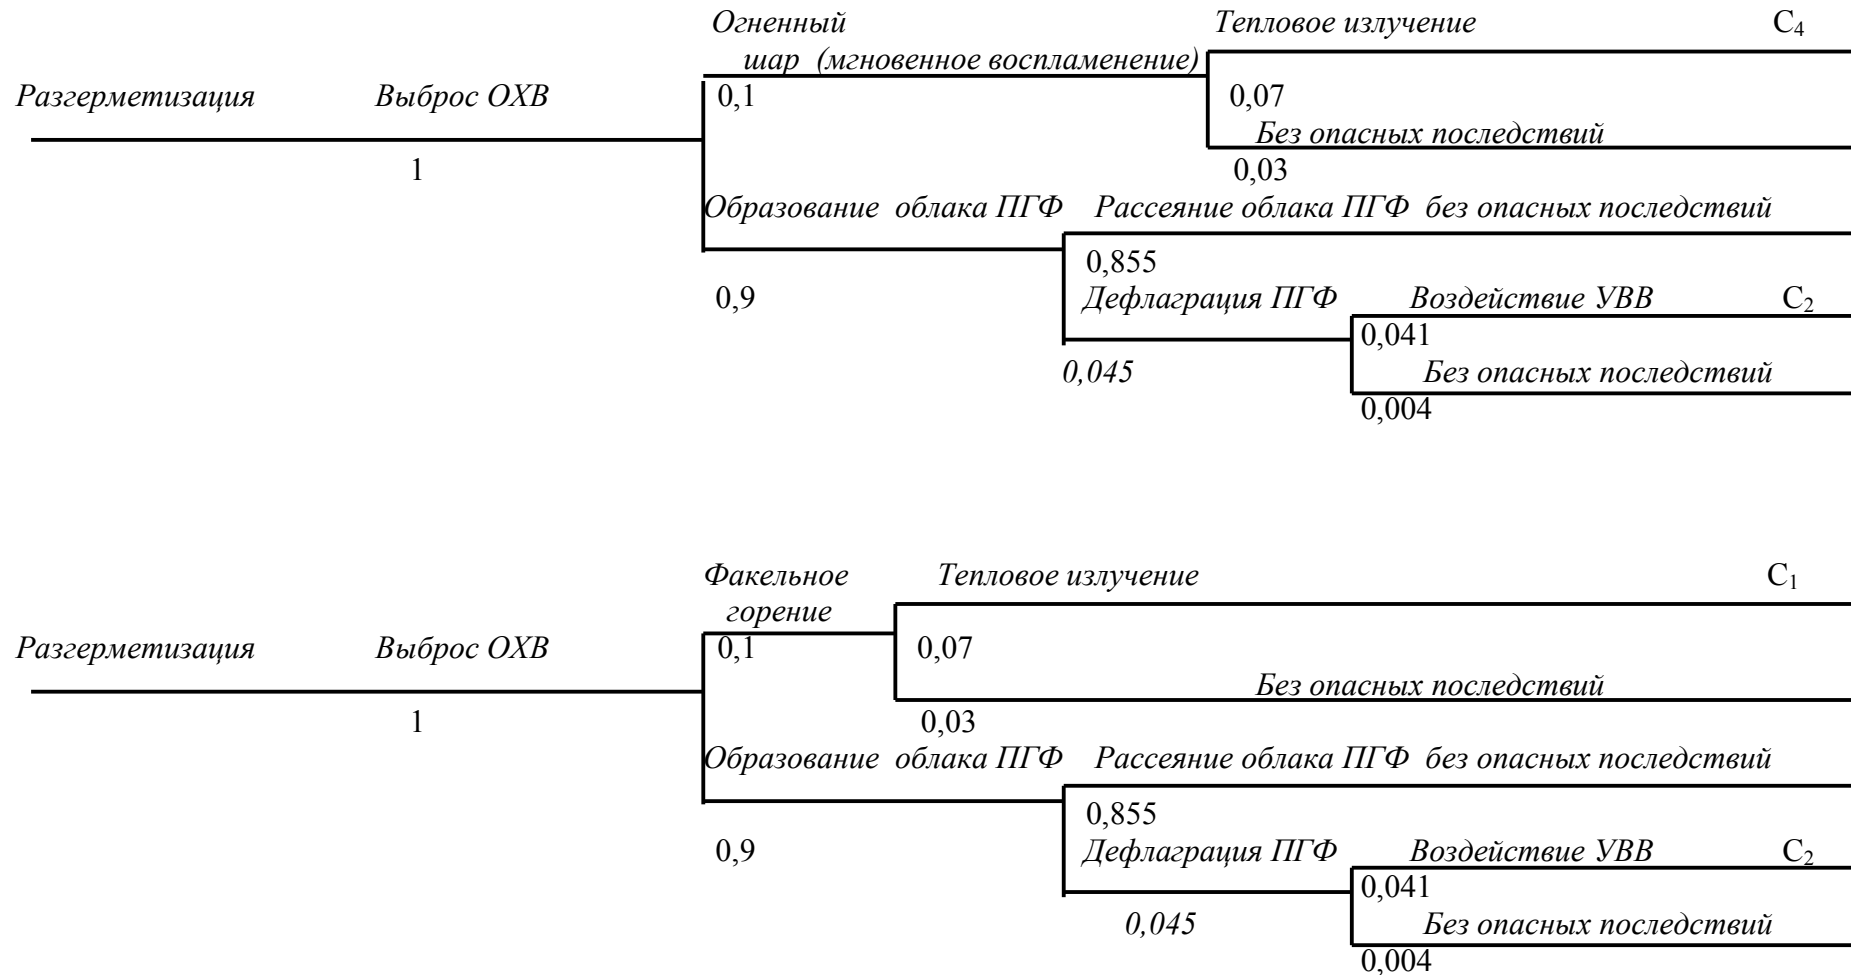 Огненный Тепловое излучение С4
шар (мгновенное воспламенение)
Разгерметизация Выброс ОХВ 0,1 0,07
Без опасных последствий
1 0,03
Образование облака ПГФ Рассеяние облака ПГФ без опасных последствий
0,855
0,9 Дефлаграция ПГФ Воздействие УВВ С2
0,041
0,045 Без опасных последствий
0,004
Факельное Тепловое излучение С1
горение
Разгерметизация Выброс ОХВ 0,1 0,07
Без опасных последствий
1 0,03
Образование облака ПГФ Рассеяние облака ПГФ без опасных последствий
0,855
0,9 Дефлаграция ПГФ Воздействие УВВ С2
0,041
0,045 Без опасных последствий
0,004